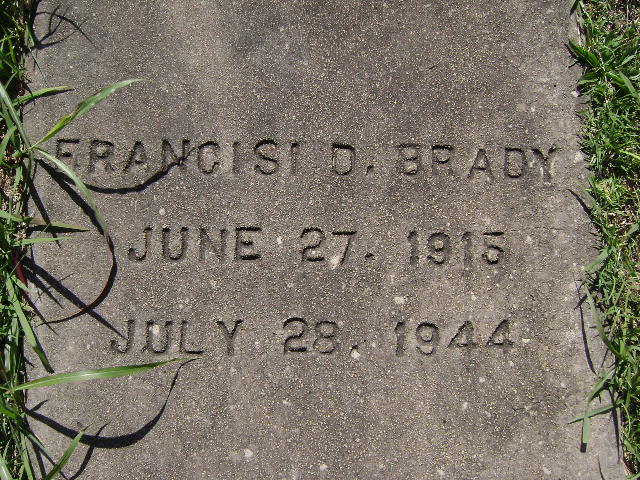 FRANCISI D. BRADY
JUNE 27. 1915
JULY 28. 1944